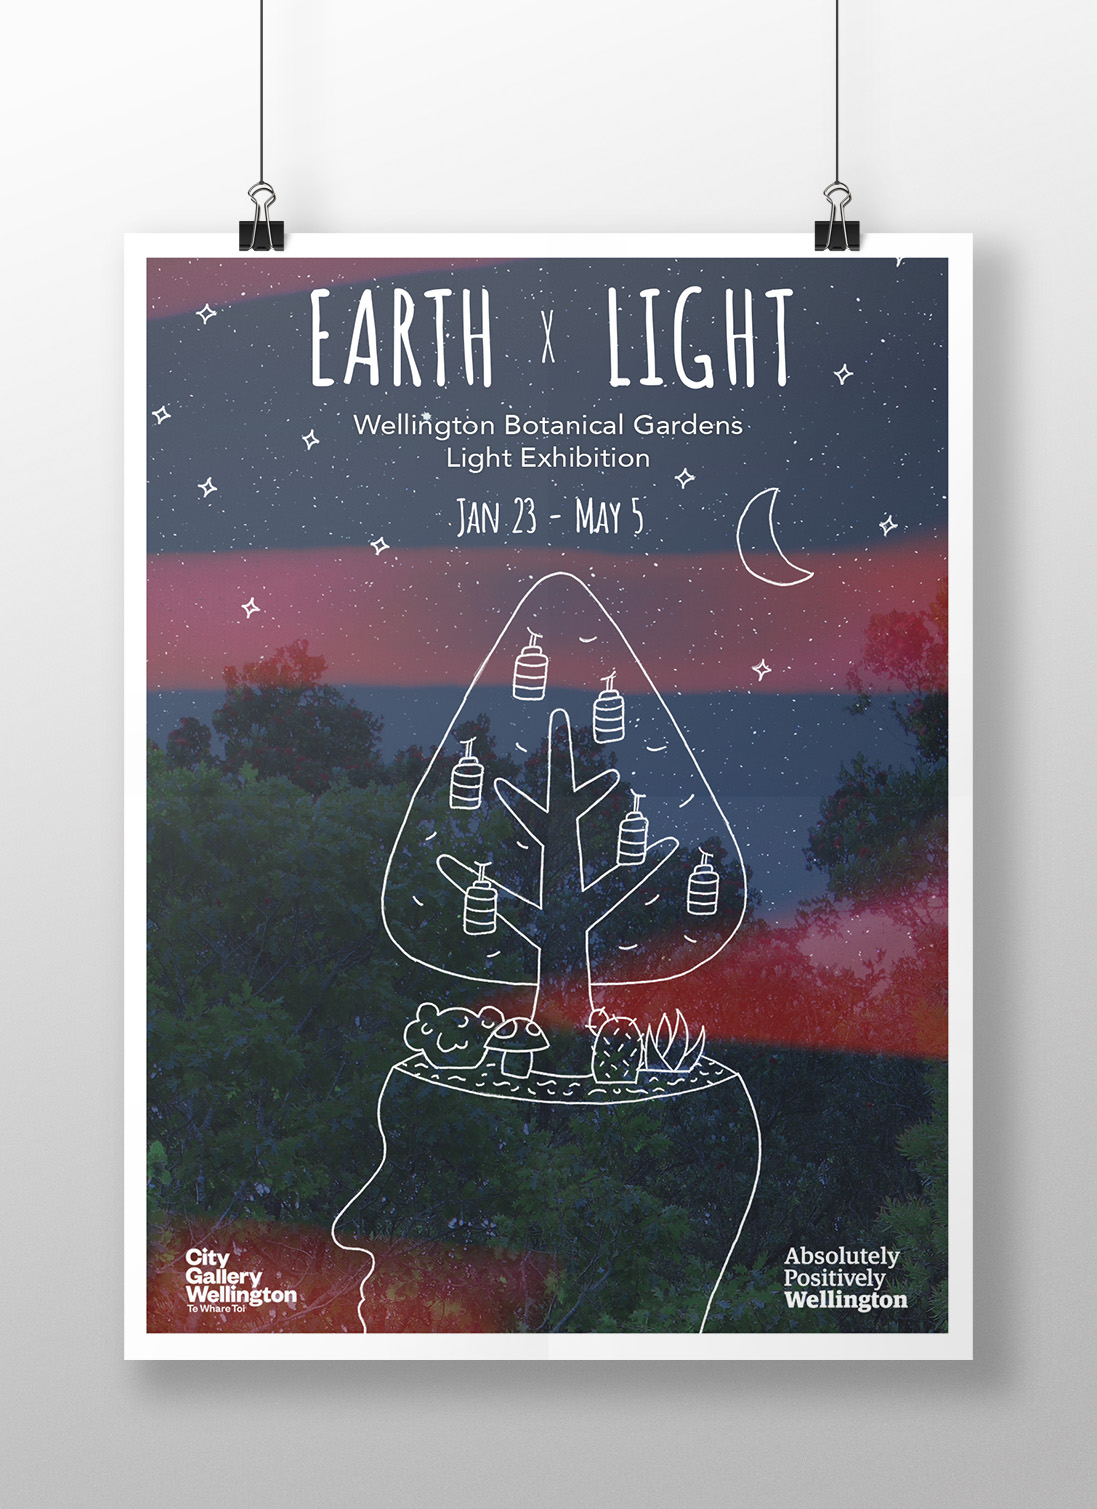 EARTH x LIGHT
Wellington Botanical Gardens
Light Exhibition
Jan 23 - May 5
City
Gallery
Wellington
Te Whare Toi
Absolutely
Positively
Wellington